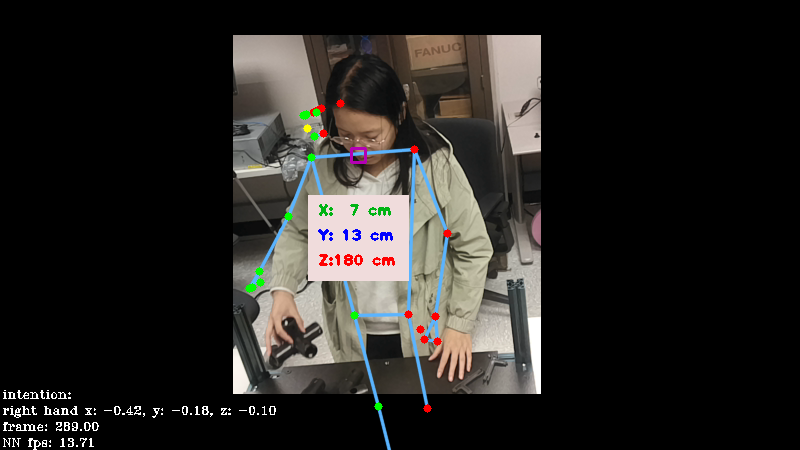 FANUC
X: 7 cm
Y: 13 cm
Z:180 cm
intention:
right hand x: -0.42, y: -0.18, z: -0.10
frame: 289.00
NN fps: 13.71